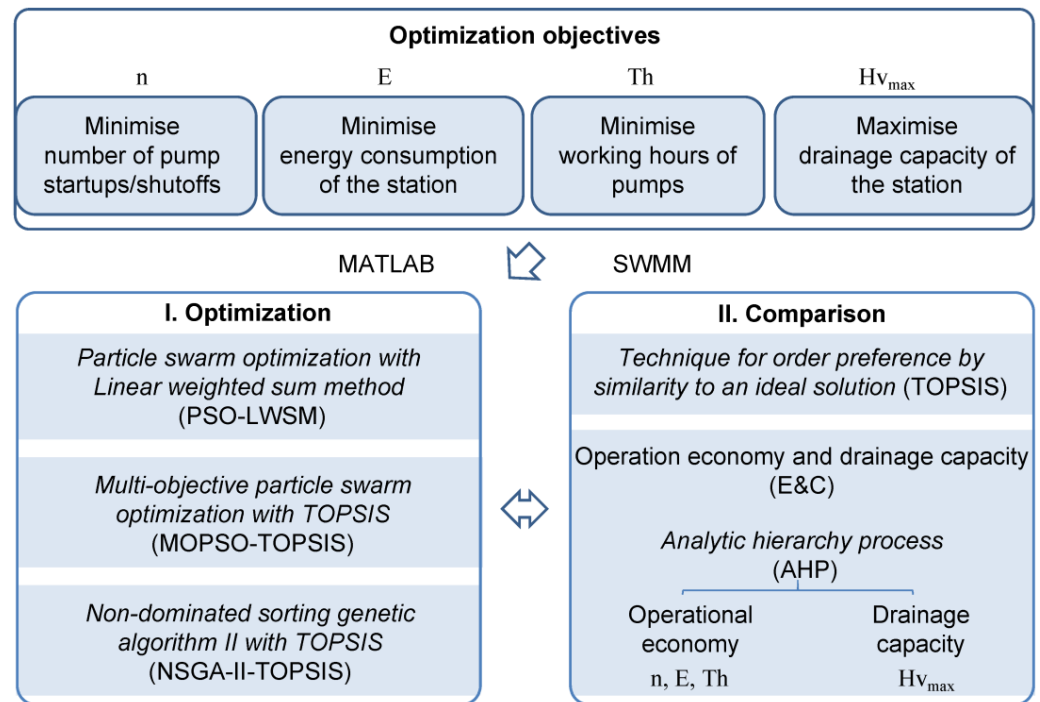 Optimization objectives
n
E
Th
Hvmax
Minimise
number of pump
startups/shutoffs
Minimise
energy consumption
of the station
Minimise
working hours of
pumps
Maximise
drainage capacity of
the station
MATLAB
SWMM
I. Optimization
Particle swarm optimization with
Linear weighted sum method
(PSO-LWSM)
Multi-objective particle swarm
optimization with TOPSIS
(MOPSO-TOPSIS)
Non-dominated sorting genetic
algorithm II with TOPSIS
(NSGA-II-TOPSIS)
II. Comparison
Technique for order preference by
similarity to an ideal solution (TOPSIS)
Operation economy and drainage capacity
(E&C)
Analytic hierarchy process
(AHP)
Operational
economy
n, E, Th
Drainage
capacity
Hvmax